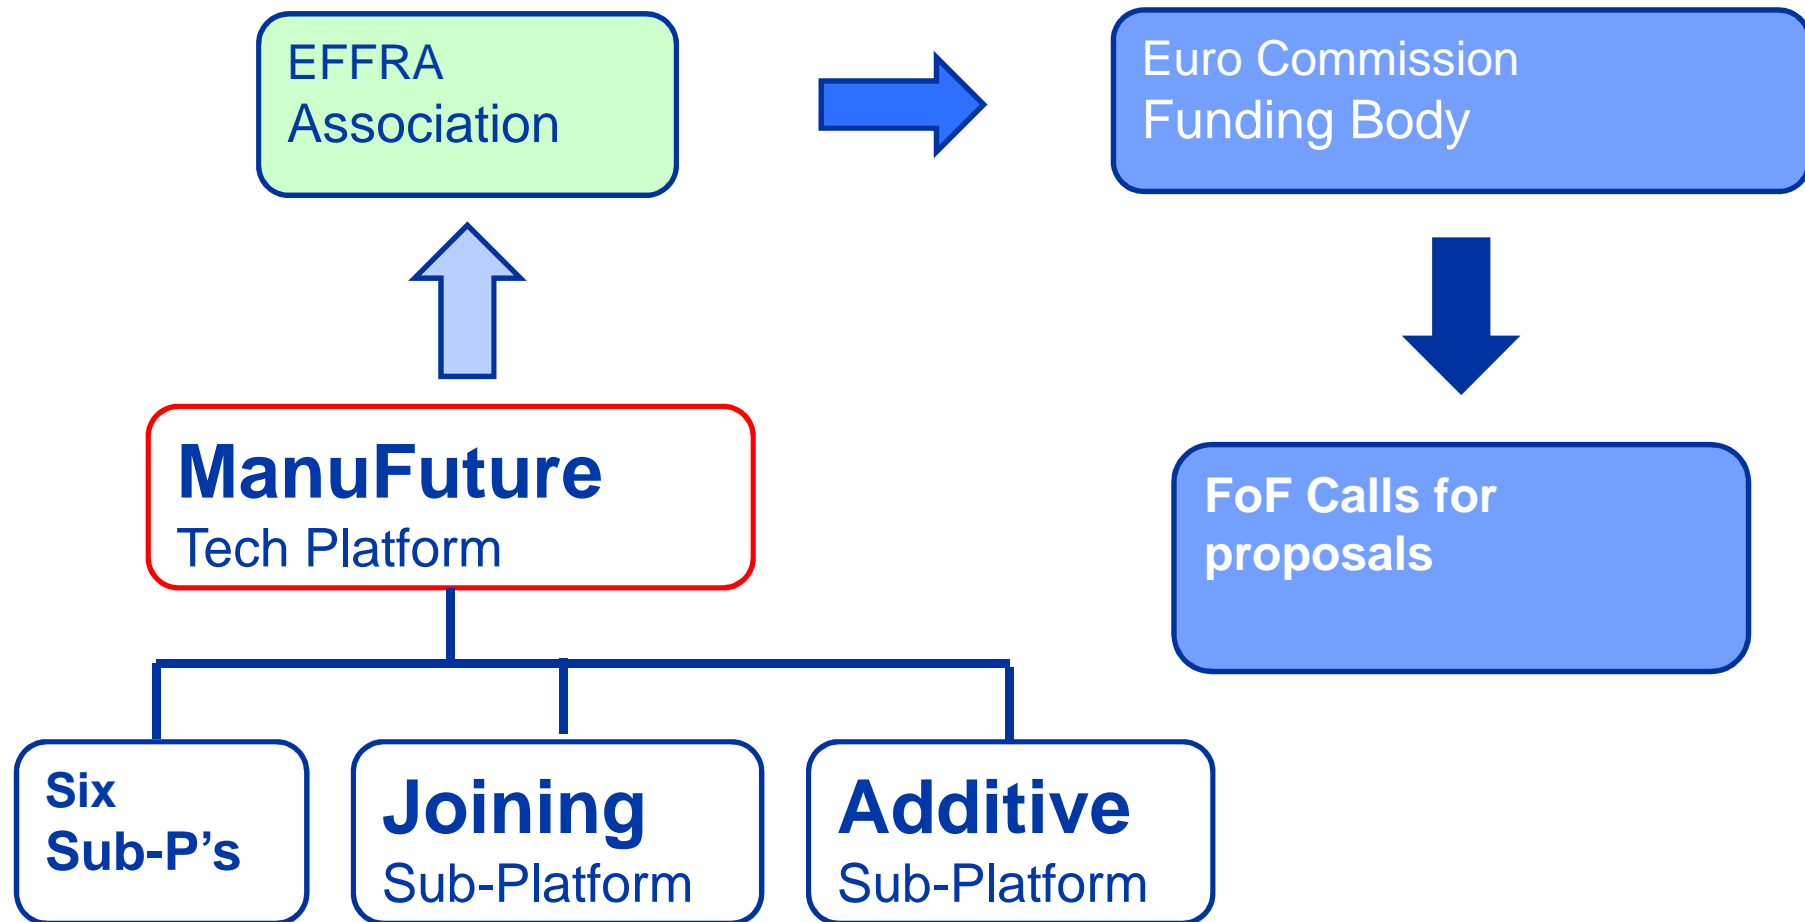 EFFRA
Association
Euro Commission
Funding Body
ManuFuture
Tech Platform
FoF Calls for
proposals
Six
Sub-P’s
Joining
Sub-Platform
Additive
Sub-Platform